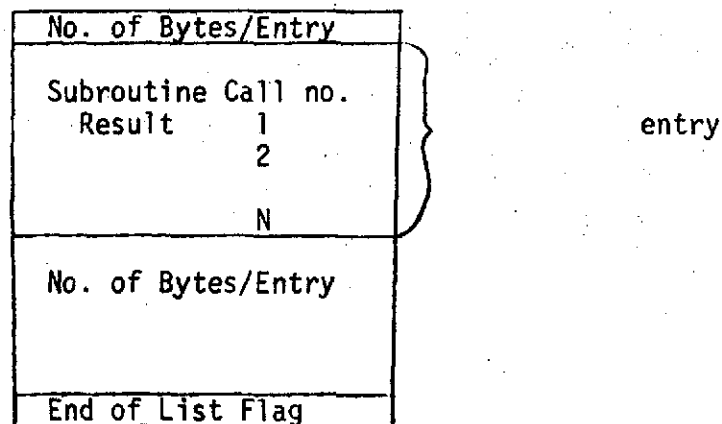 No. of Bytes/Entry
Subroutine Call no.
Result 1
2
N
entry
No. of Bytes/Entry
End of List Flag